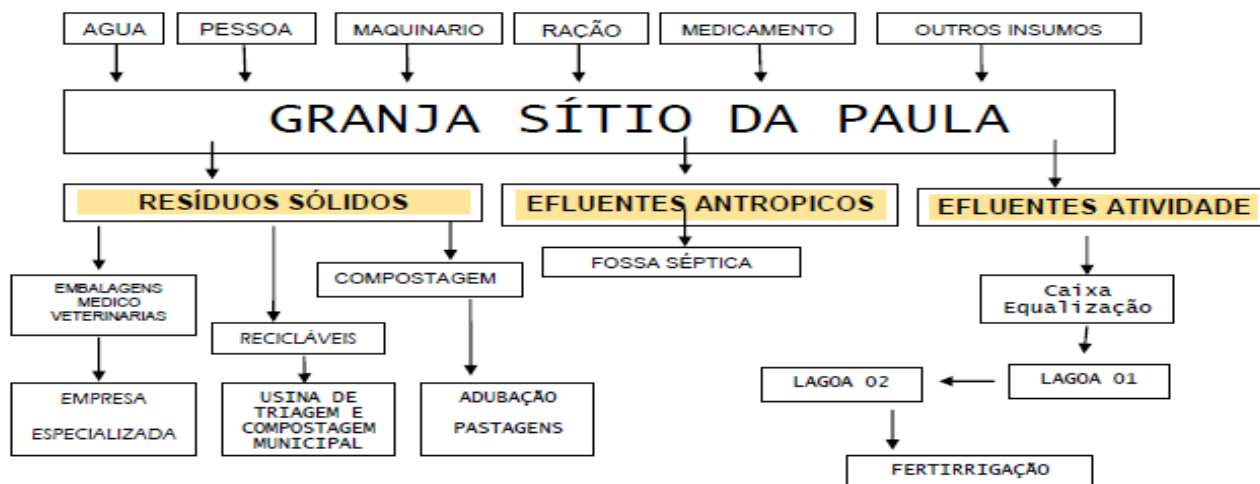 AGUA
PESSOA
MAQUINARIO
RAÇÃO
MEDICAMENTO
OUTROS INSUMOS
GRANJA SÍTIO DA PAULA
RESÍDUOS SÓLIDOS
EFLUENTES ANTROPICOS
EFLUENTES ATIVIDADE
FOSSA SÉPTICA
COMPOSTAGEM
EMBALAGENS
MEDICO
VETERINARIAS
Caixa
Equalização
RECICLÁVEIS
LAGOA 02
LAGOA 01
EMPRESA
ESPECIALIZADA
USINA DE
TRIAGEM E
COMPOSTAGEM
MUNICIPAL
ADUBAÇÃO
PASTAGENS
FERTIRRIGAÇÃO